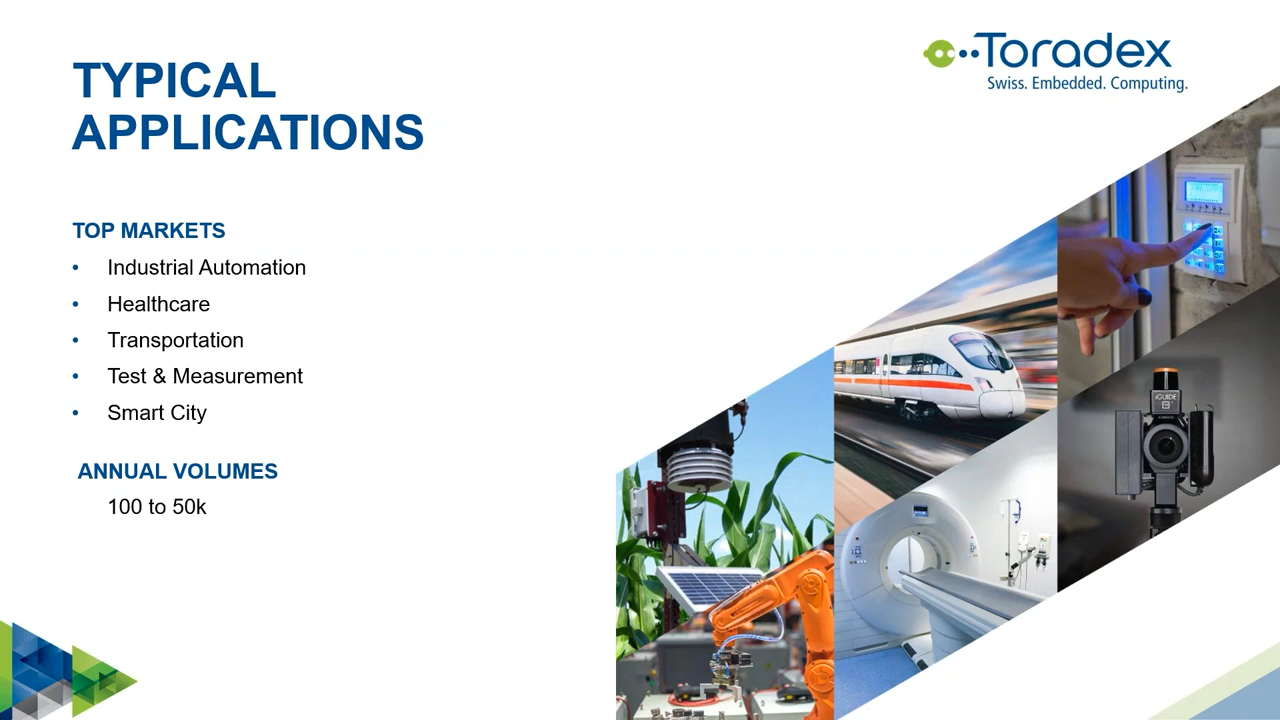 Toradex
Swiss. Embedded. Computing.
TYPICAL
APPLICATIONS
TOP MARKETS
• Industrial Automation
• Healthcare
• Transportation
• Test & Measurement
• Smart City
ANNUAL VOLUMES
100 to 50k
iGUIDE